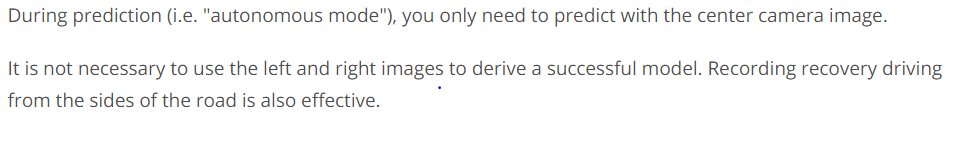 During prediction (i.e. "autonomous mode"), you only need to predict with the center camera image.
It is not necessary to use the left and right images to derive a successful model. Recording recovery driving
from the sides of the road is also effective.